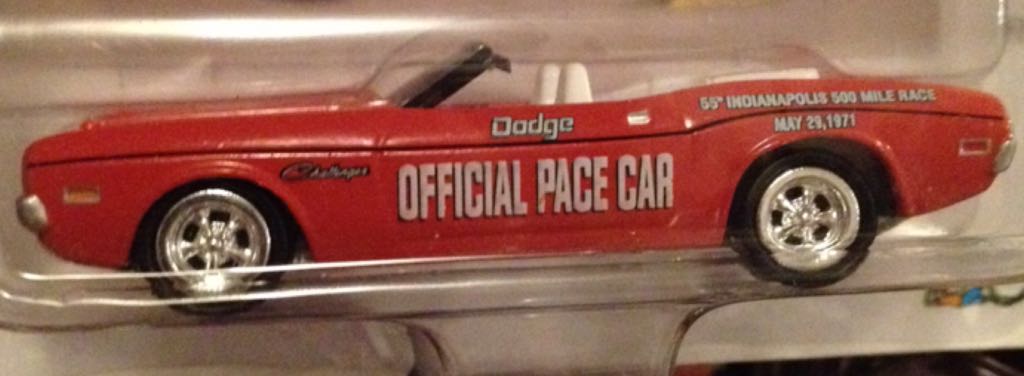 Dodge
55th INDIANAPOLIS 500 MILE RACE
MAY 29, 1971
Challenger
OFFICIAL PACE CAR